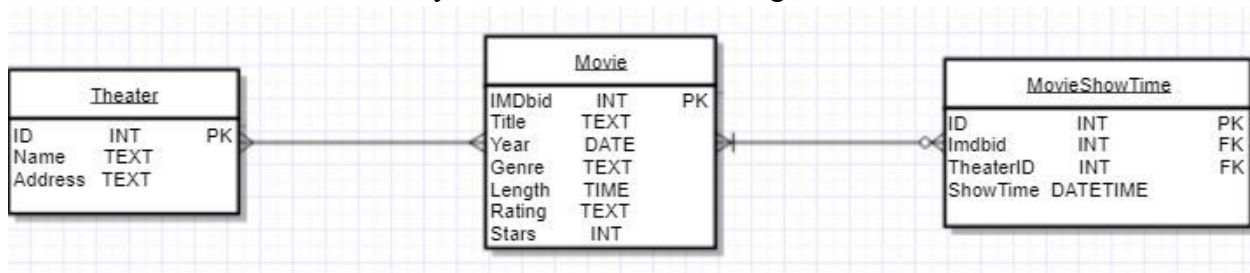 Theater
ID INT PK
Name TEXT
Address TEXT
Movie
IMDbid INT PK
Title TEXT
Year DATE
Genre TEXT
Length TIME
Rating TEXT
Stars INT
MovieShowTime
ID INT PK
Imdbid INT FK
TheaterID INT FK
ShowTime DATETIME